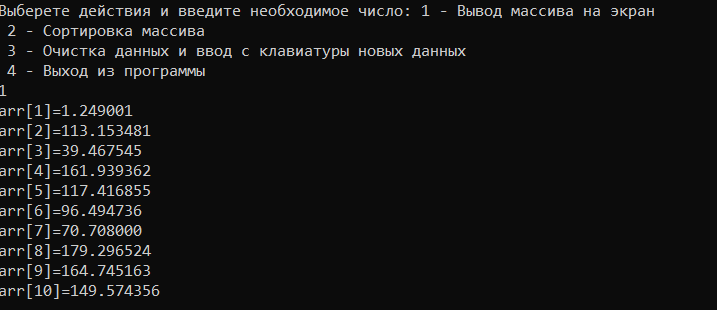 Выберете действия и введите необходимое число: 1 - Вывод массива на экран
2 - Сортировка массива
3 - Очистка данных и ввод с клавиатуры новых данных
4 - Выход из программы
1
arr[1]=1.249001
arr[2]=113.153481
arr[3]=39.467545
arr[4]=161.939362
arr[5]=117.416855
arr[6]=96.494736
arr[7]=70.708000
arr[8]=179.296524
arr[9]=164.745163
arr[10]=149.574356